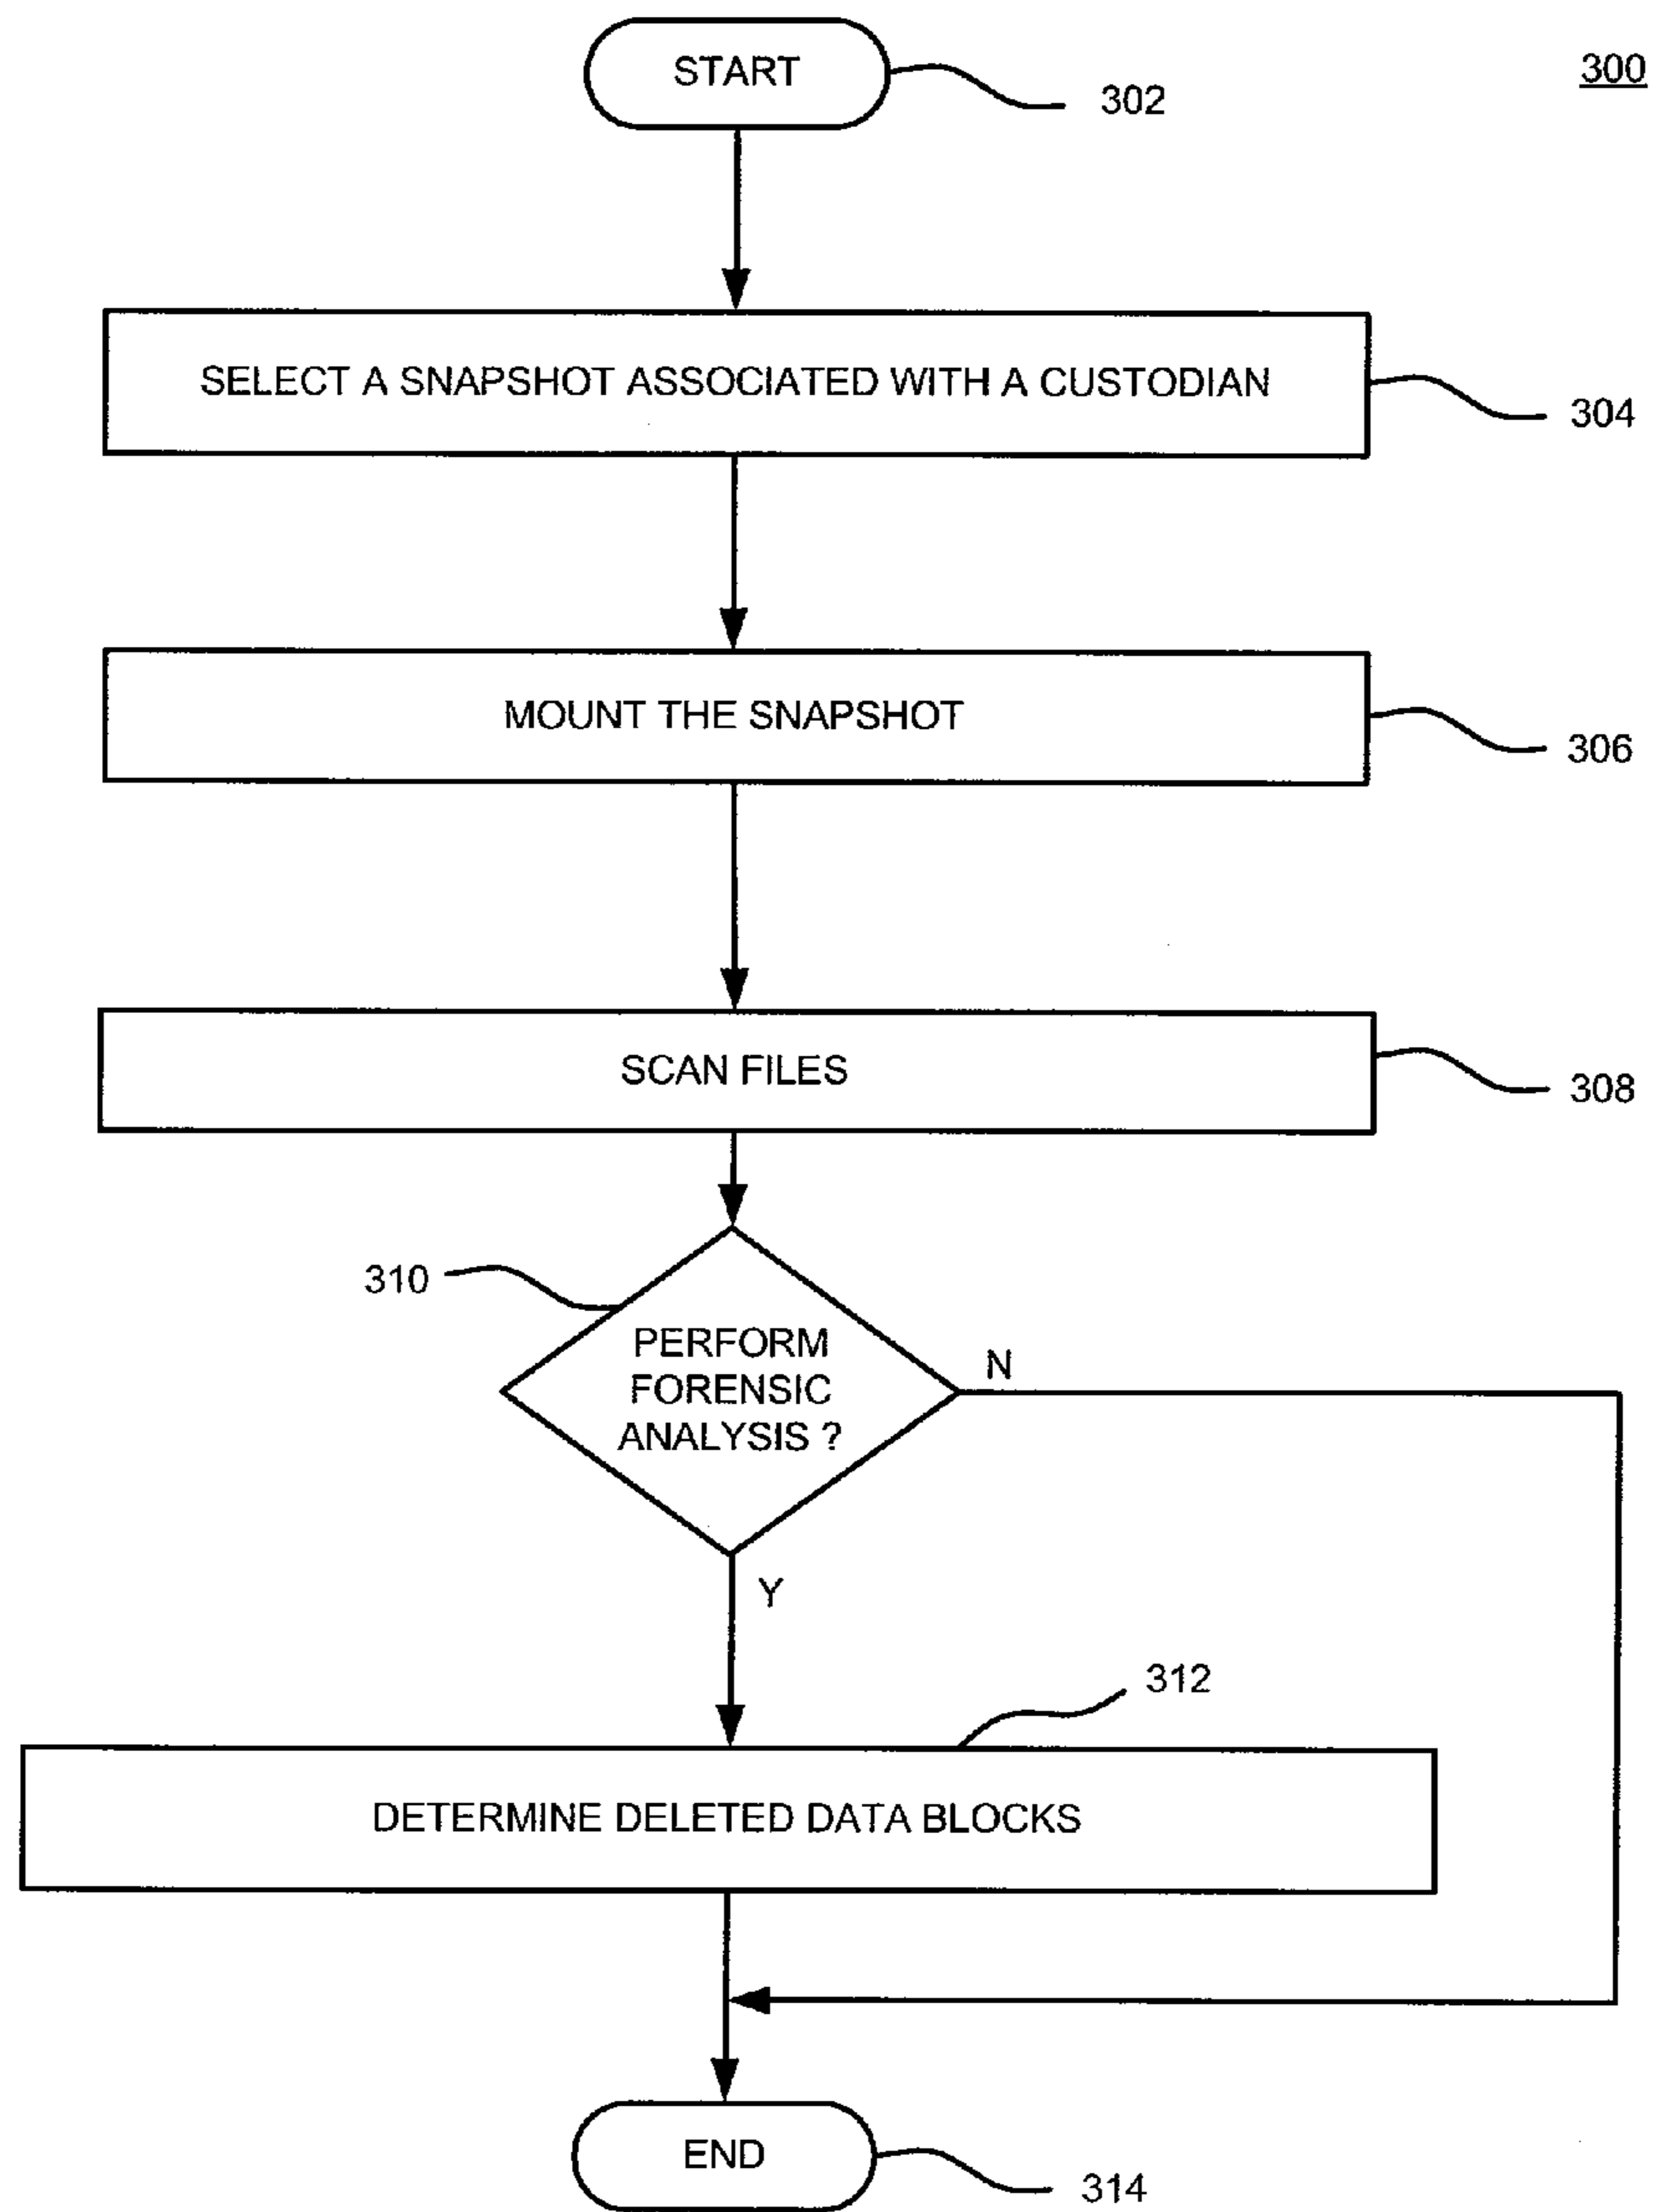 START
300
302
SELECT A SNAPSHOT ASSOCIATED WITH A CUSTODIAN
304
MOUNT THE SNAPSHOT
306
SCAN FILES
308
310
PERFORM
FORENSIC
ANALYSIS ?
N
Y
312
DETERMINE DELETED DATA BLOCKS
END
314